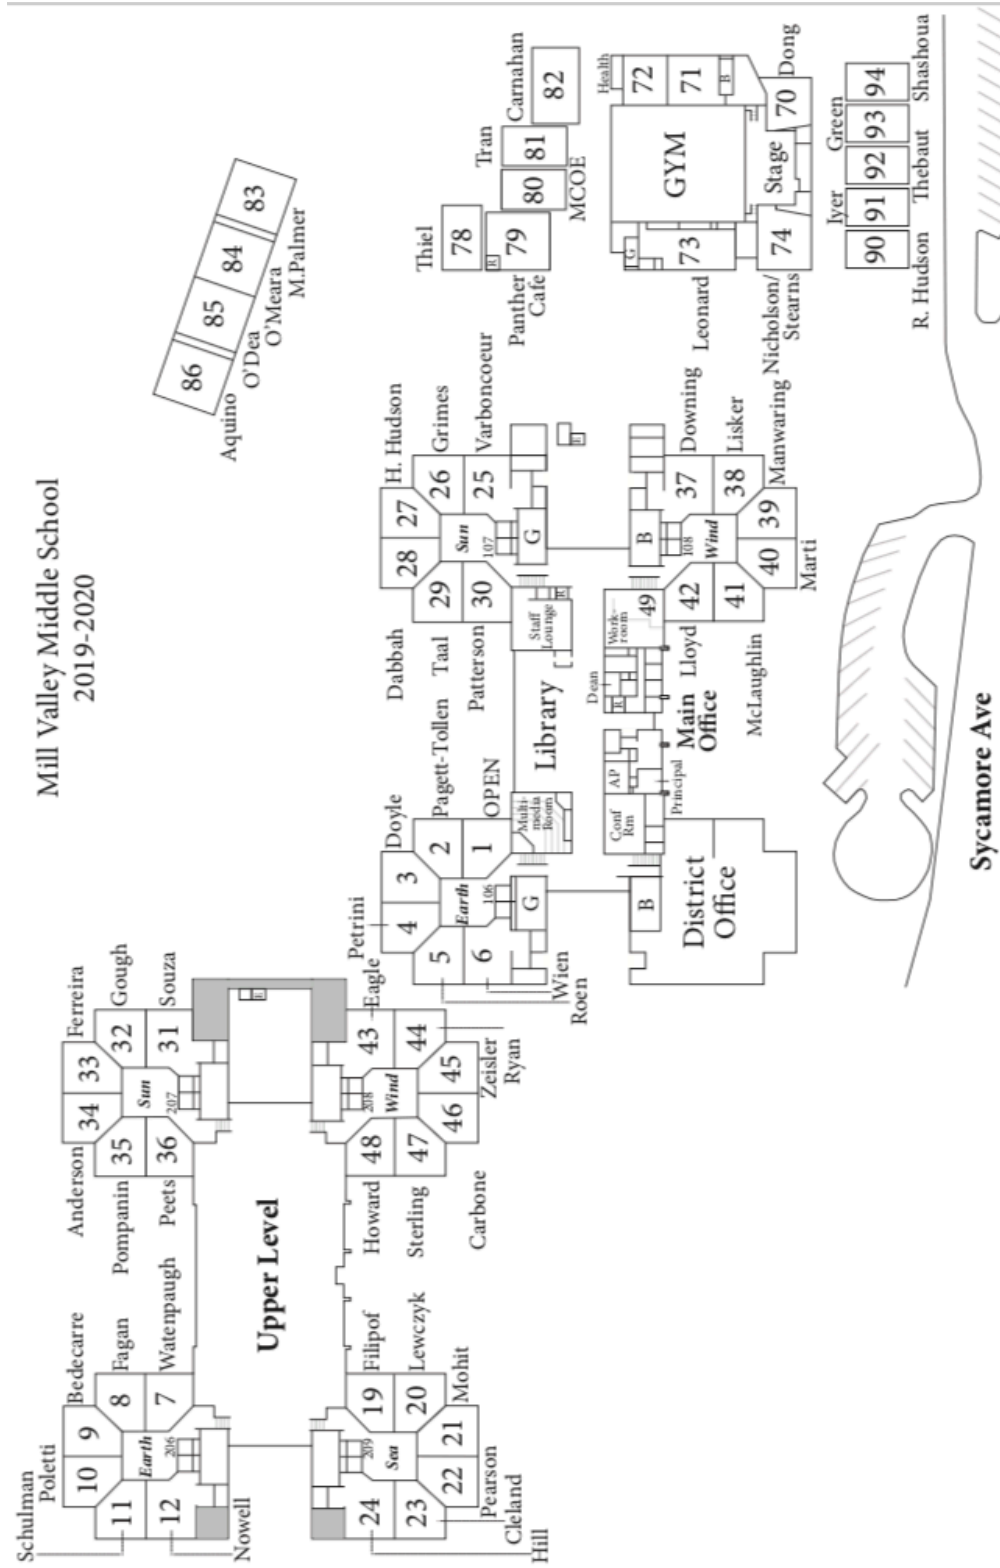 Mill Valley Middle School
2019-2020
Schulman
Poletti
Bedecarre
Fagan
Watenpaugh
Nowell
10
9
11
8
12
7
Earth
206
Anderson
Pompanin
Peets
Ferreira
Gough
Souza
34
33
35
32
36
31
Sun
207
E
Upper Level
Filipof
Lewczyk
Mohit
Pearson
Cleland
Hill
24
19
23
20
22
21
Sea
209
Howard
Sterling
Carbone
Eagle
Zeisler
Ryan
48
43
47
44
46
45
Wind
208
Petrini
Doyle
Pagett-Tollen
OPEN
Wien
Roen
4
3
5
2
6
1
Earth
106
G
Multi-
media
Room
Library
Staff
Lounge
R
Dabbah
Taal
Patterson
H. Hudson
Grimes
Varboncoeur
28
27
29
26
30
25
Sun
107
G
E
B
District
Office
Conf
Rm
AP
Principal
Main
Office
Dean
R
Work-
room
49
B
108
Wind
42
37
41
38
40
39
Lloyd
McLaughlin
Marti
Downing
Lisker
Manwaring
Aquino
O'Dea
O'Meara
M.Palmer
86
85
84
83
Thiel
78
R
79
Panther
Cafe
80
MCOE
Tran
81
Carnahan
82
Health
72
71
B
GYM
G
73
Leonard
74
Nicholson/
Stearns
Stage
70
Dong
Iyer
Green
90
91
92
93
94
R. Hudson
Thebaut
Shashoua
Sycamore Ave